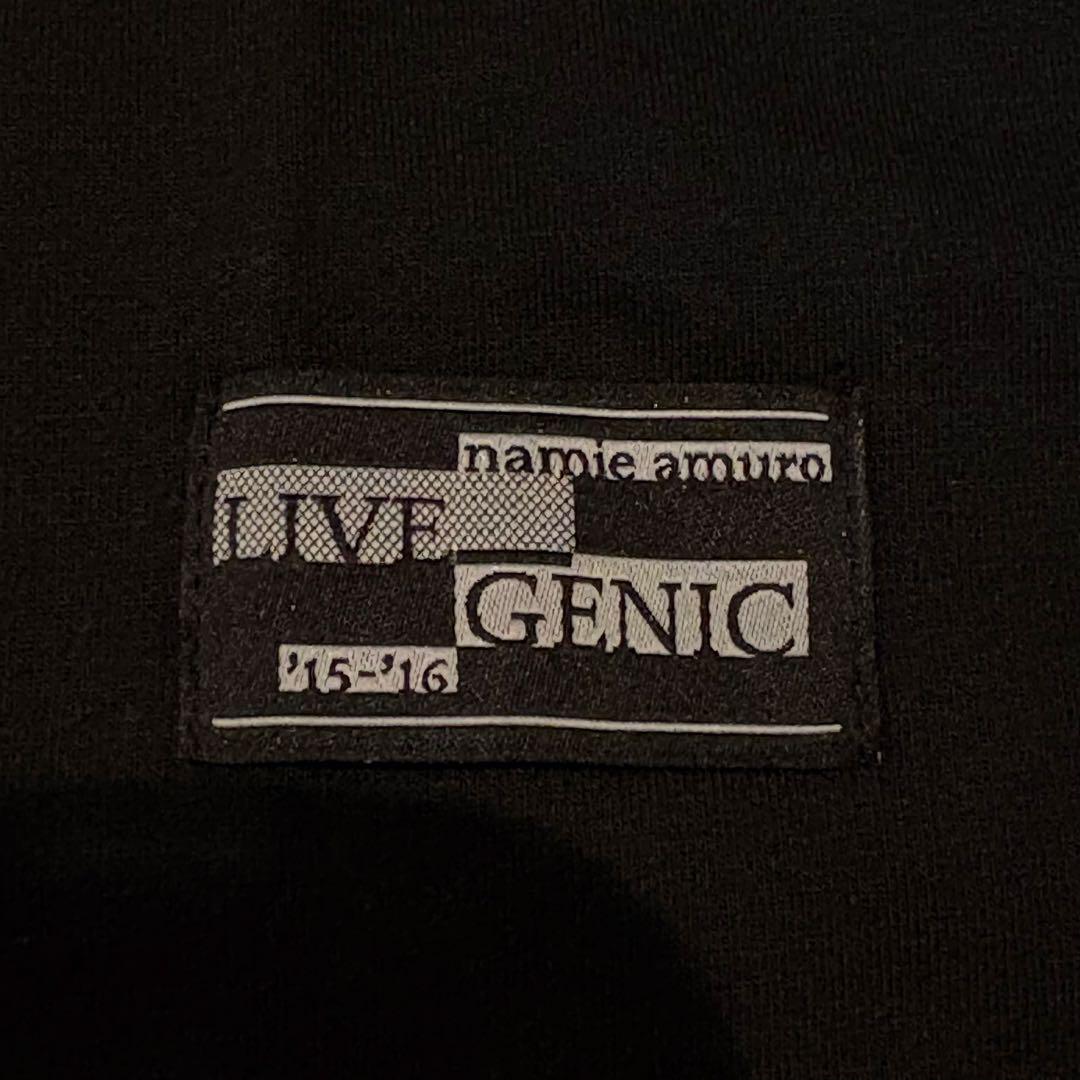 namie amuro
LIVE
GENIC
'15-'16